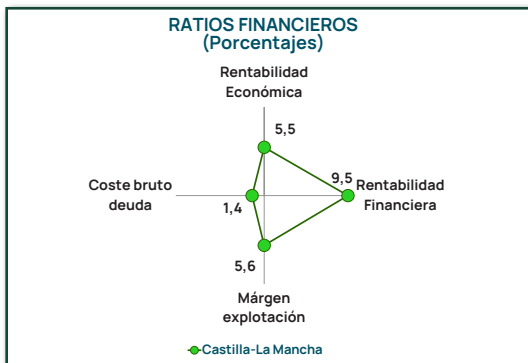 RATIOS FINANCIEROS
(Porcentajes)
Rentabilidad
Económica
5,5
9,5
Rentabilidad
Financiera
Coste bruto
deuda
1,4
5,6
Márgen
explotación
Castilla-La Mancha